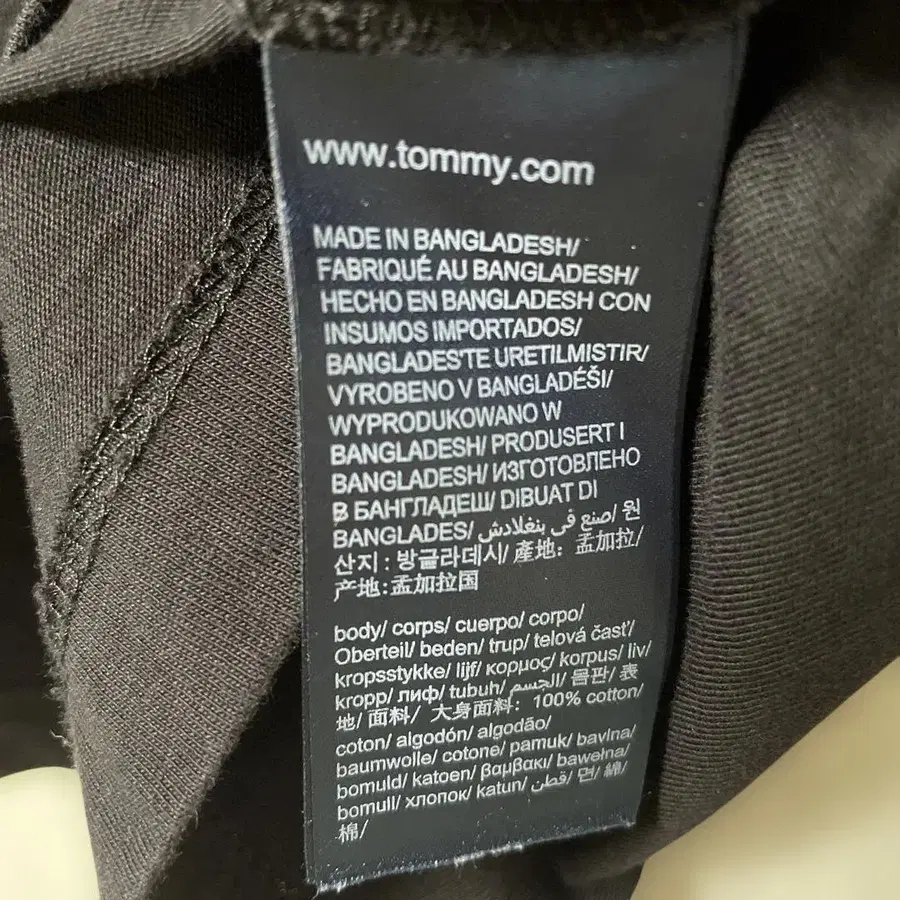 www.tommy.com
MADE IN BANGLADESH/
FABRIQUÉ AU BANGLADESH/
HECHO EN BANGLADESH CON
INSUMOS IMPORTADOS/
BANGLADES'TE URETILMISTIR/
VYROBENO V BANGLADÉŠI/
WYPRODUKOWANO W
BANGLADESH/ PRODUSERT I
BANGLADESH/ ИЗГОТОВЛЕНО
В БАНГЛАДЕШ/ DIBUAT DI
BANGLADES/ صنع في بنغلادش/ 원
산지 : 방글라데시/ 產地: 孟加拉/
产地:孟加拉国
body/ corps/ cuerpo/ corpo/
Oberteil/ beden/ trup/ telová časť/
kropsstykke/ lijf/ κορμος/ korpus/ liv/
kropp/ лиф/ tubuh/ الجسم/ 몸판/ 表
地/ 面料/ 大身面料: 100% cotton/
coton/ algodón/ algodão/
baumwolle/ cotone/ pamuk/ bavlna/
bomuld/ katoen/ βαμβακι/ bawełna/
bomull/ хлопок/ katun/ قطن/ 면/ 綿/
棉/